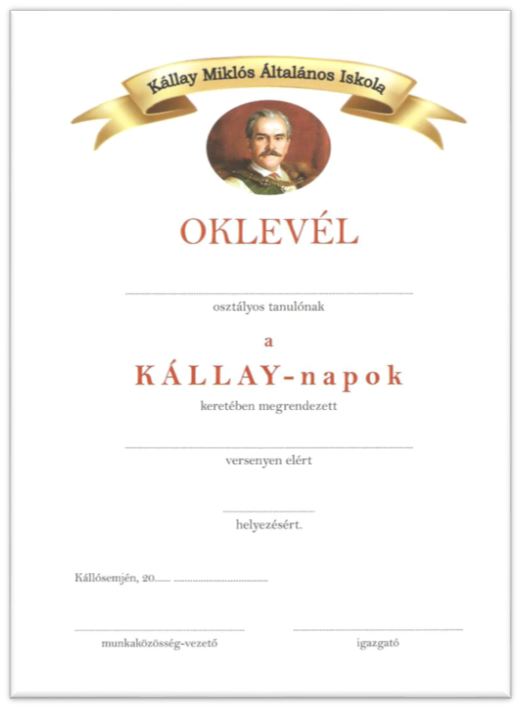 Kállay Miklós Általános Iskola
OKLEVÉL
osztályos tanulónak
a
KÁLLAY-napok
keretében megrendezett
versenyen elért
helyezésért.
Kállósemjén, 20...... ....................................
munkaközösség-vezető igazgató